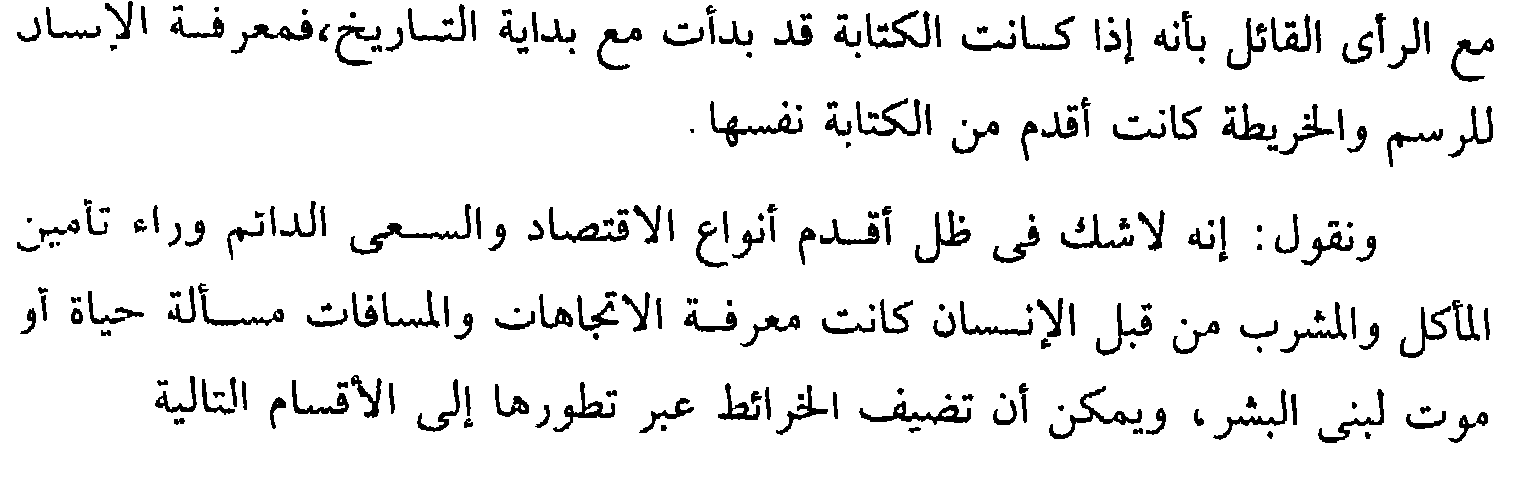 مع الرأى القائل بأنه إذا كانت الكتابة قد بدأت مع بداية التاريخ،فمعرفة الإنسان
للرسم والخريطة كانت أقدم من الكتابة نفسها .
ونقول : إنه لاشك فى ظل أقدم أنواع الاقتصاد والسعى الدائم وراء تأمين
المأكل والمشرب من قبل الإنسان كانت معرفة الاتجاهات والمسافات مسألة حياة أو
موت لبنى البشر ، ويمكن أن تضيف الخرائط عبر تطورها إلى الأقسام التالية